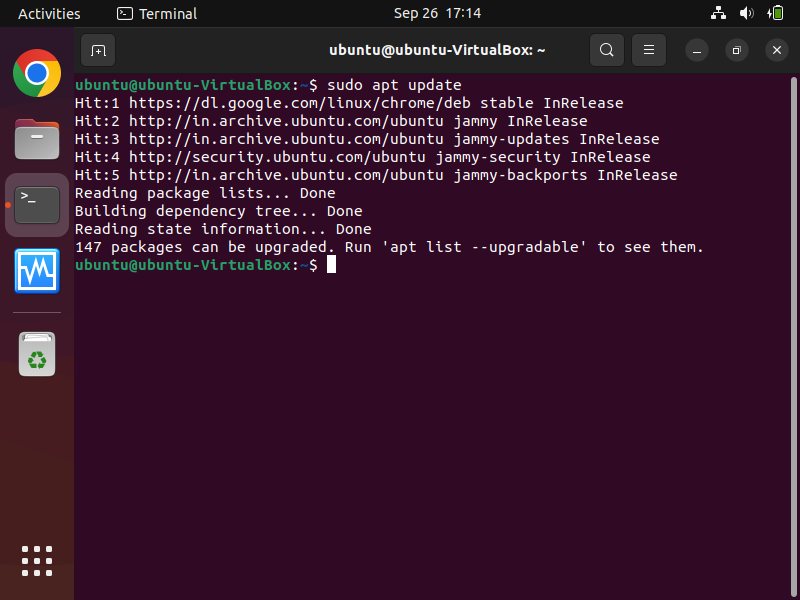 Activities Terminal Sep 26 17:14
ubuntu@ubuntu-VirtualBox: ~
ubuntu@ubuntu-VirtualBox:~$ sudo apt update
Hit:1 https://dl.google.com/linux/chrome/deb stable InRelease
Hit:2 http://in.archive.ubuntu.com/ubuntu jammy InRelease
Hit:3 http://in.archive.ubuntu.com/ubuntu jammy-updates InRelease
Hit:4 http://security.ubuntu.com/ubuntu jammy-security InRelease
Hit:5 http://in.archive.ubuntu.com/ubuntu jammy-backports InRelease
Reading package lists... Done
Building dependency tree... Done
Reading state information... Done
147 packages can be upgraded. Run 'apt list --upgradable' to see them.
ubuntu@ubuntu-VirtualBox:~$